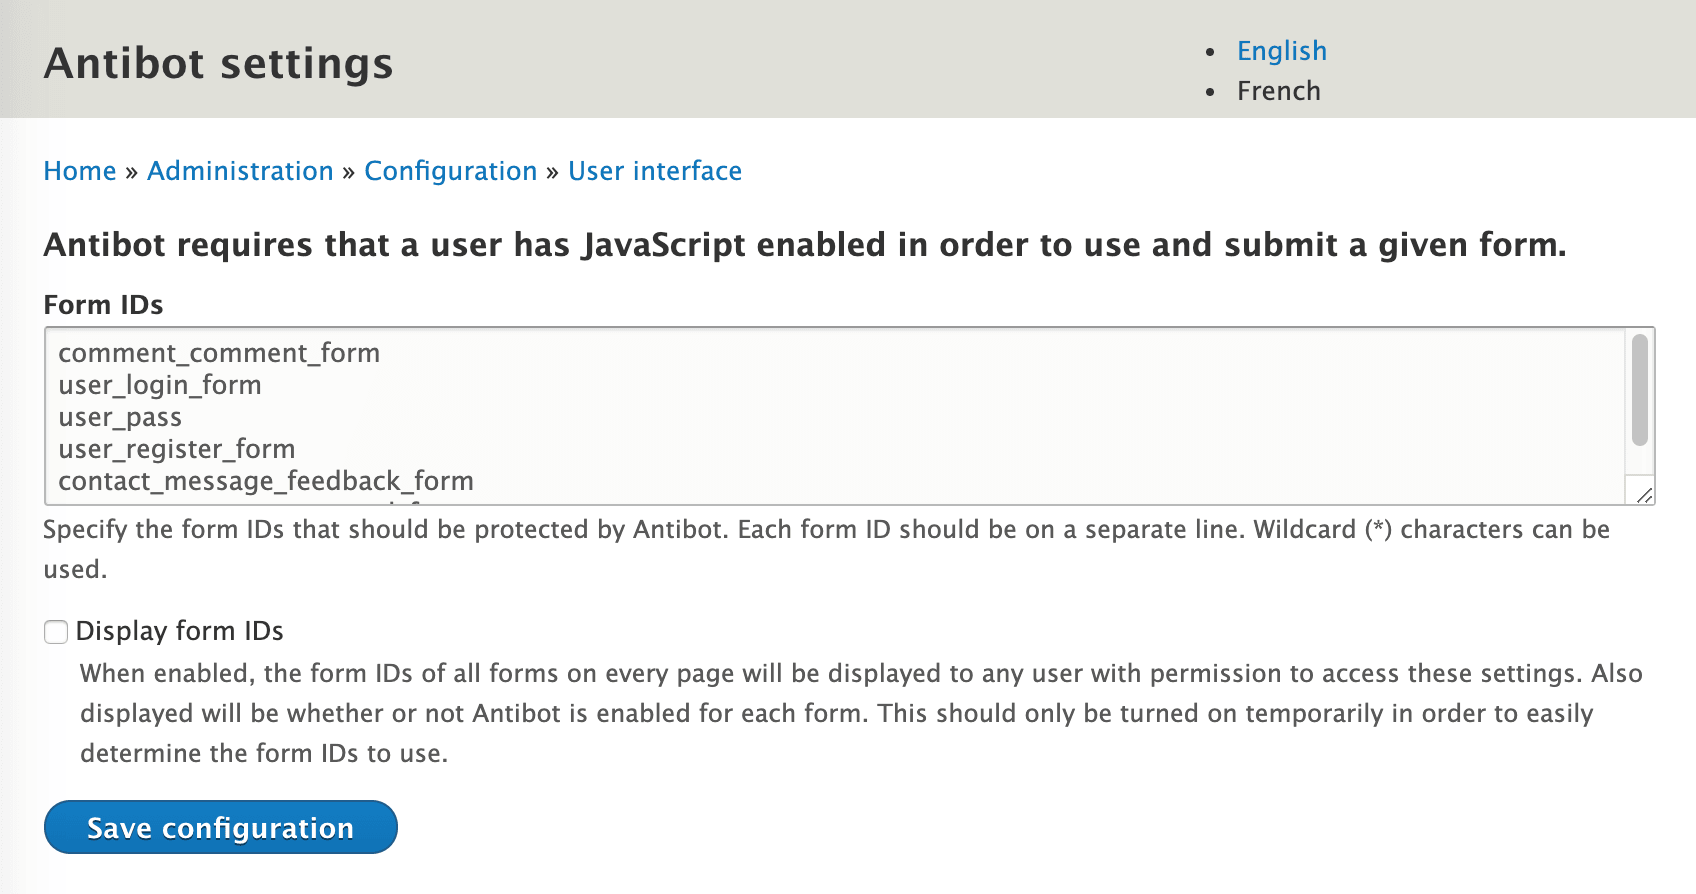 Antibot settings
• English
• French
Home » Administration » Configuration » User interface
Antibot requires that a user has JavaScript enabled in order to use and submit a given form.
Form IDs
comment_comment_form
user_login_form
user_pass
user_register_form
contact_message_feedback_form
Specify the form IDs that should be protected by Antibot. Each form ID should be on a separate line. Wildcard (*) characters can be
used.
Display form IDs
When enabled, the form IDs of all forms on every page will be displayed to any user with permission to access these settings. Also
displayed will be whether or not Antibot is enabled for each form. This should only be turned on temporarily in order to easily
determine the form IDs to use.
Save configuration